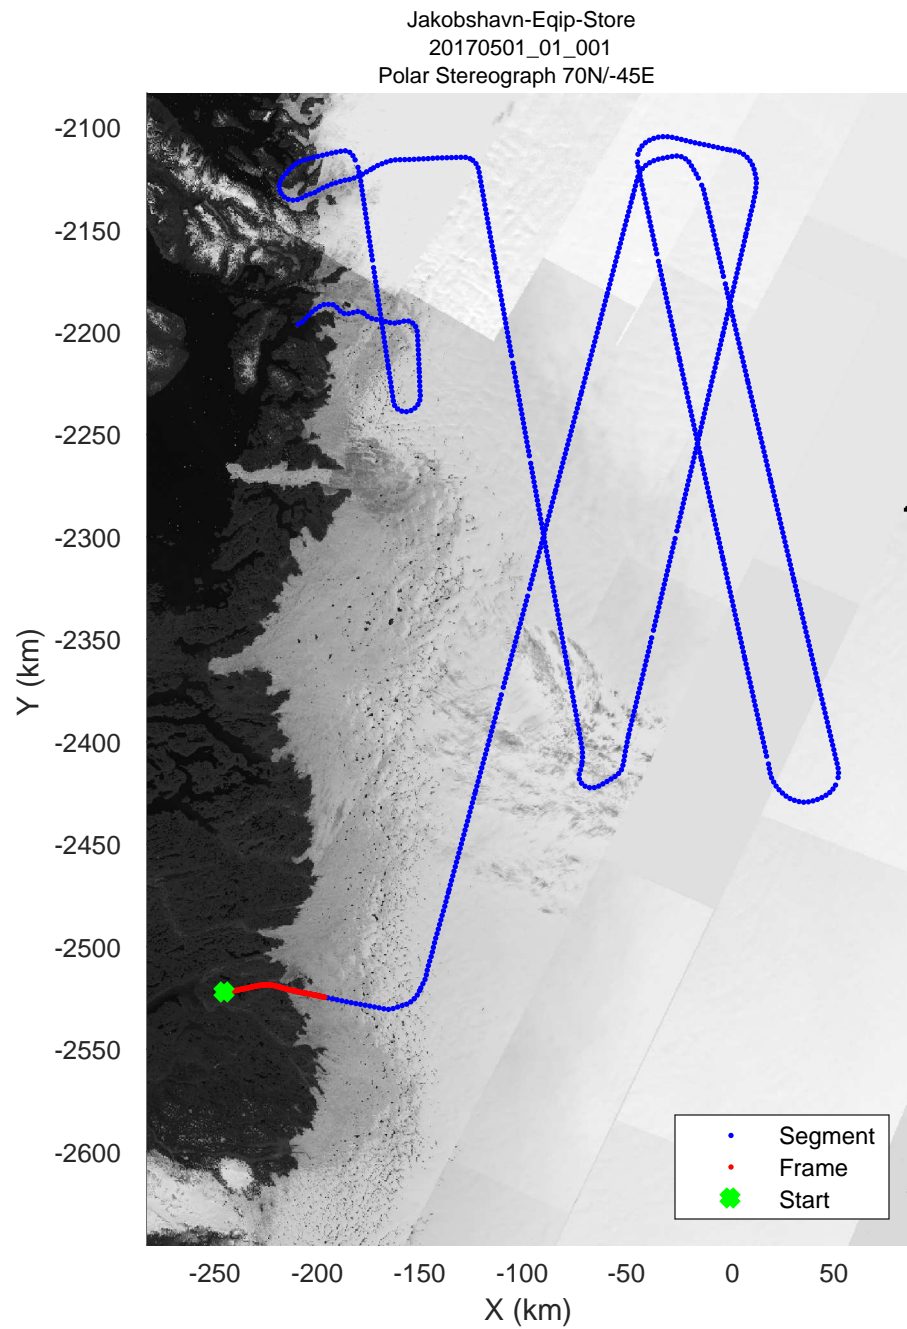 Jakobshavn-Eqip-Store
20170501_01_001
Polar Stereograph 70N/-45E
-2100
-2150
-2200
-2250
-2300
-2350
-2400
-2450
-2500
-2550
-2600
Y (km)
Segment
Frame
Start
-250 -200 -150 -100 -50 0 50
X (km)